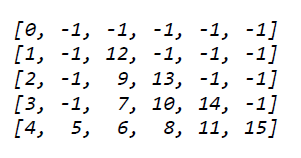 [0, -1, -1, -1, -1, -1]
[1, -1, 12, -1, -1, -1]
[2, -1, 9, 13, -1, -1]
[3, -1, 7, 10, 14, -1]
[4, 5, 6, 8, 11, 15]